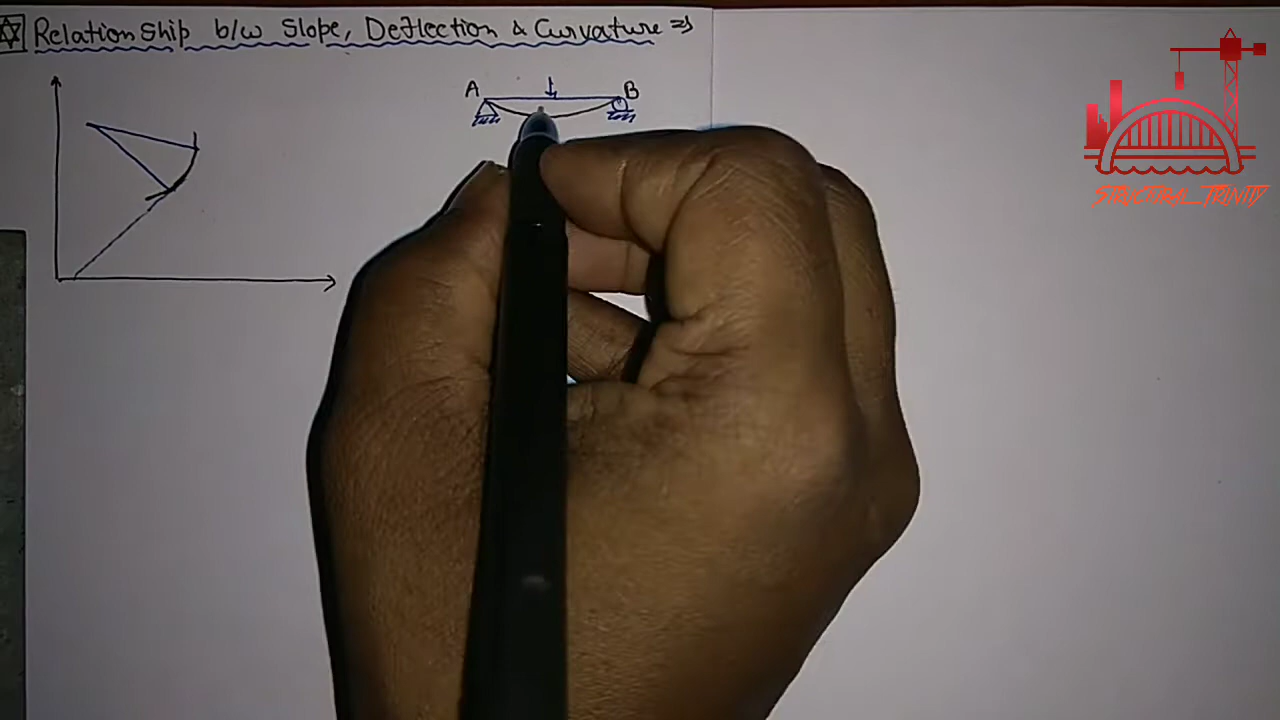 Relationship b/w Slope, Deflection & Curvature ⇒
A B
STRUCTURAL_TRINITY